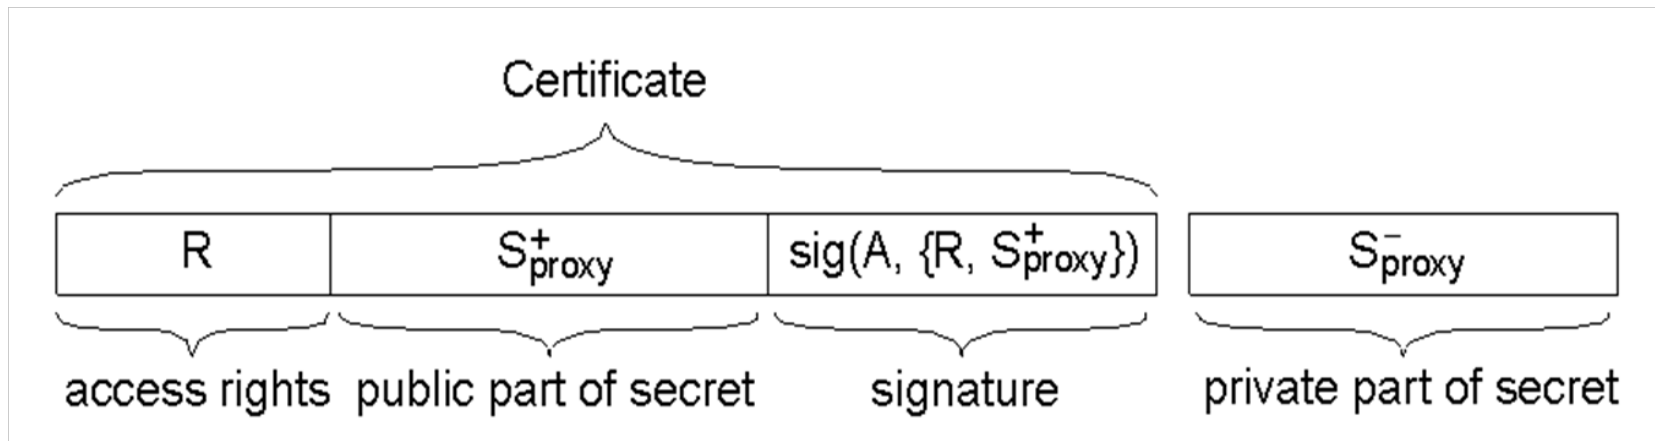 Certificate
R S⁺proxy sig(A, {R, S⁺proxy}) S⁻proxy
access rights public part of secret signature private part of secret